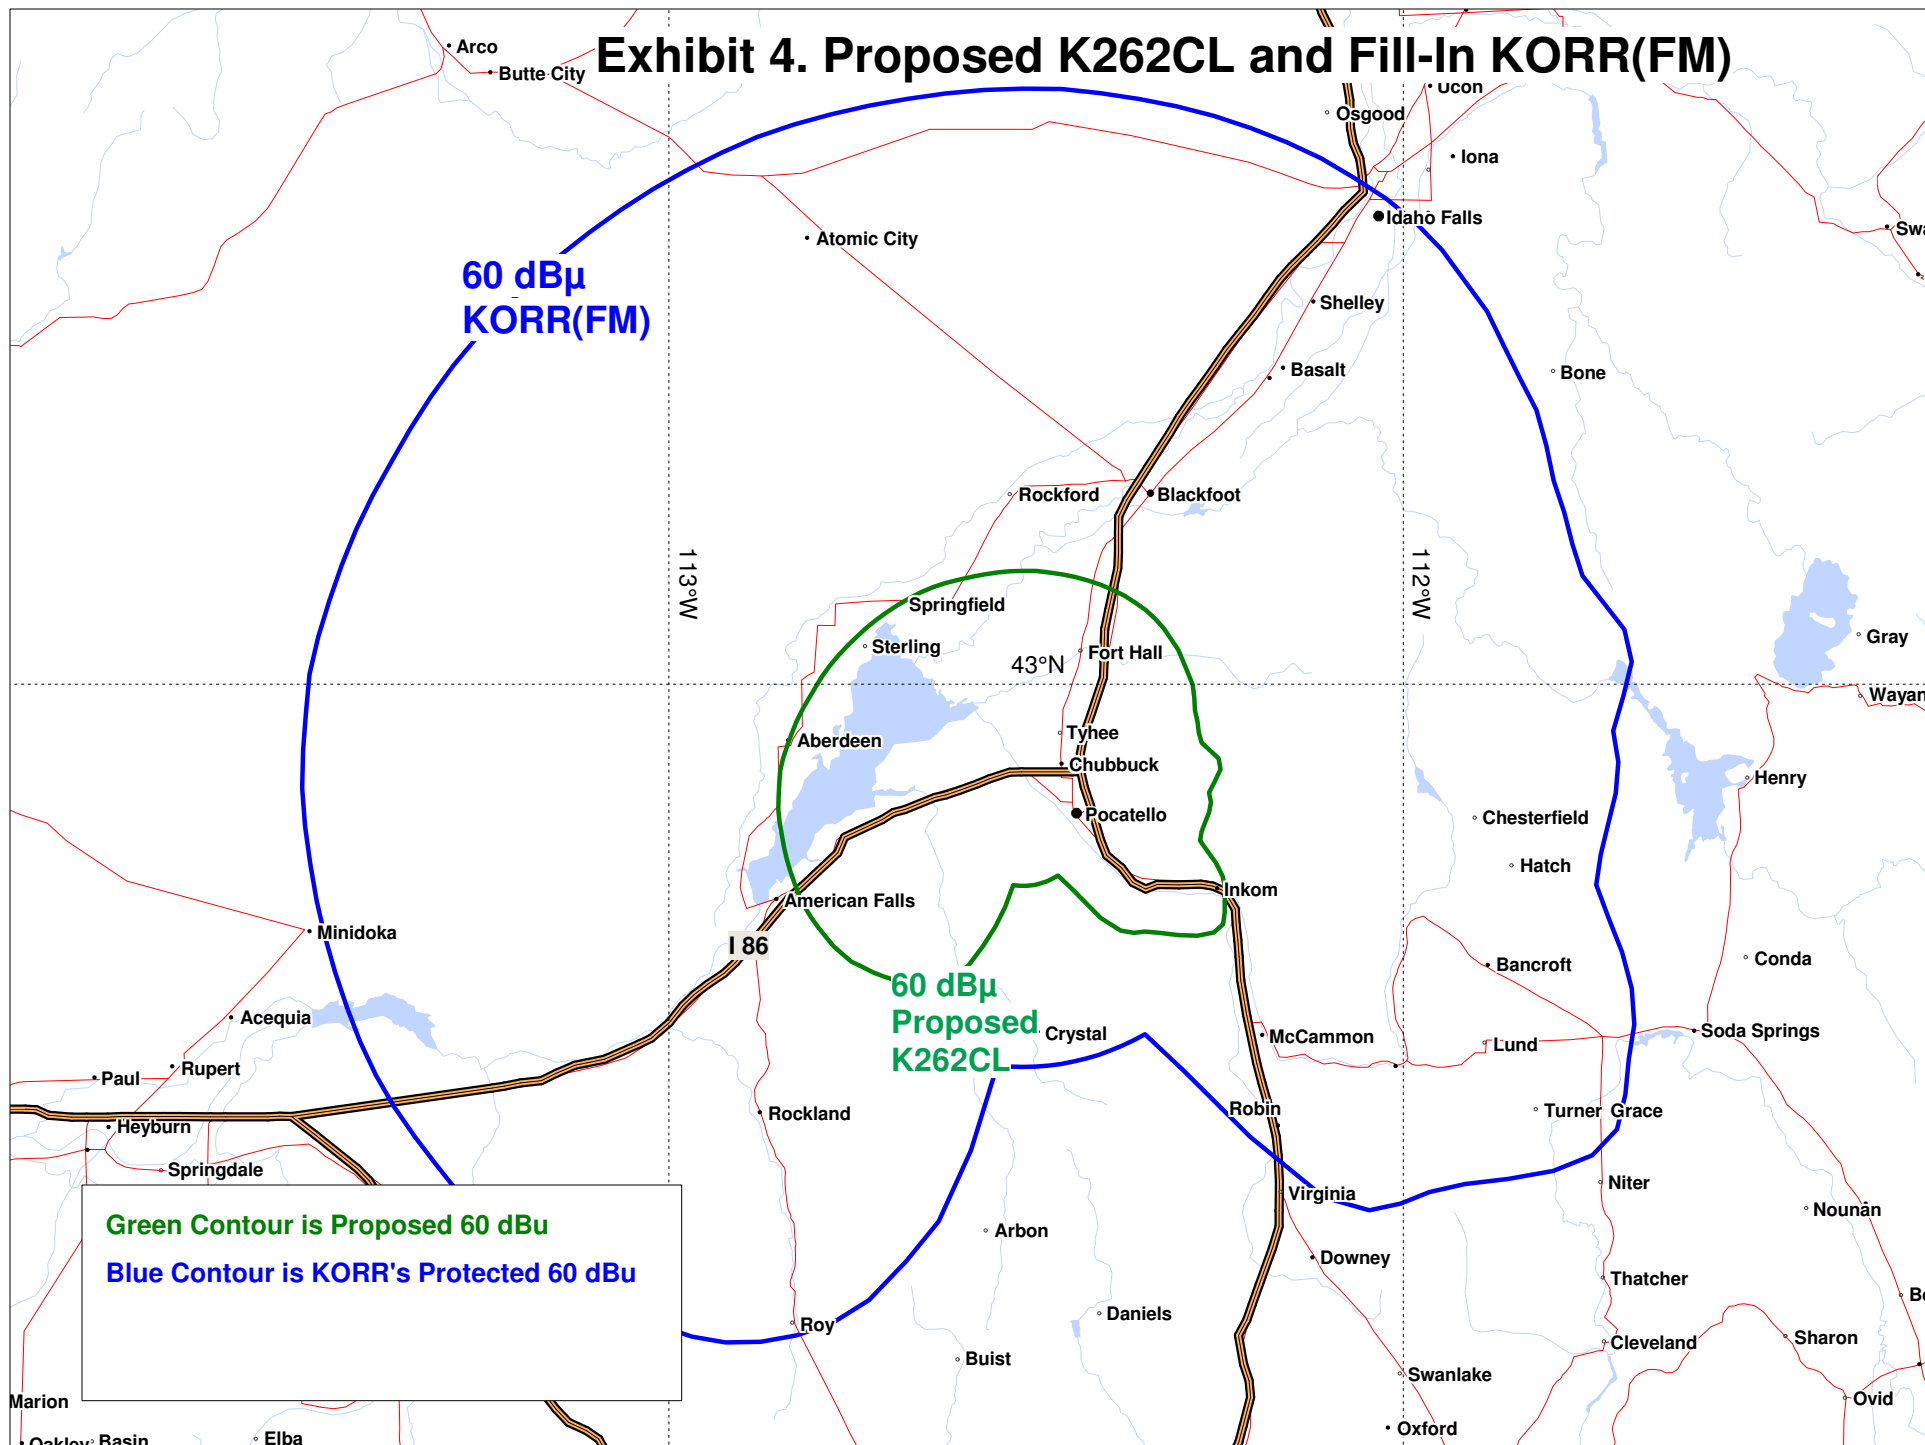 Exhibit 4. Proposed K262CL and Fill-In KORR(FM)
Arco
Butte City
Ucon
Osgood
Iona
Idaho Falls
Atomic City
60 dBµ
KORR(FM)
Shelley
Basalt
Bone
Rockford
Blackfoot
113°W
112°W
Springfield
Sterling
Fort Hall
43°N
Gray
Wayan
Aberdeen
Tyhee
Chubbuck
Henry
Pocatello
Chesterfield
Hatch
Inkom
American Falls
Minidoka
I 86
Bancroft
Conda
60 dBµ
Proposed
K262CL
Acequia
Crystal
McCammon
Lund
Soda Springs
Paul
Rupert
Rockland
Robin
Turner
Grace
Heyburn
Springdale
Niter
Virginia
Nounan
Arbon
Green Contour is Proposed 60 dBu
Blue Contour is KORR's Protected 60 dBu
Downey
Thatcher
Roy
Daniels
Sharon
Cleveland
Buist
Swanlake
Marion
Ovid
Oxford
Oakley
Basin
Elba